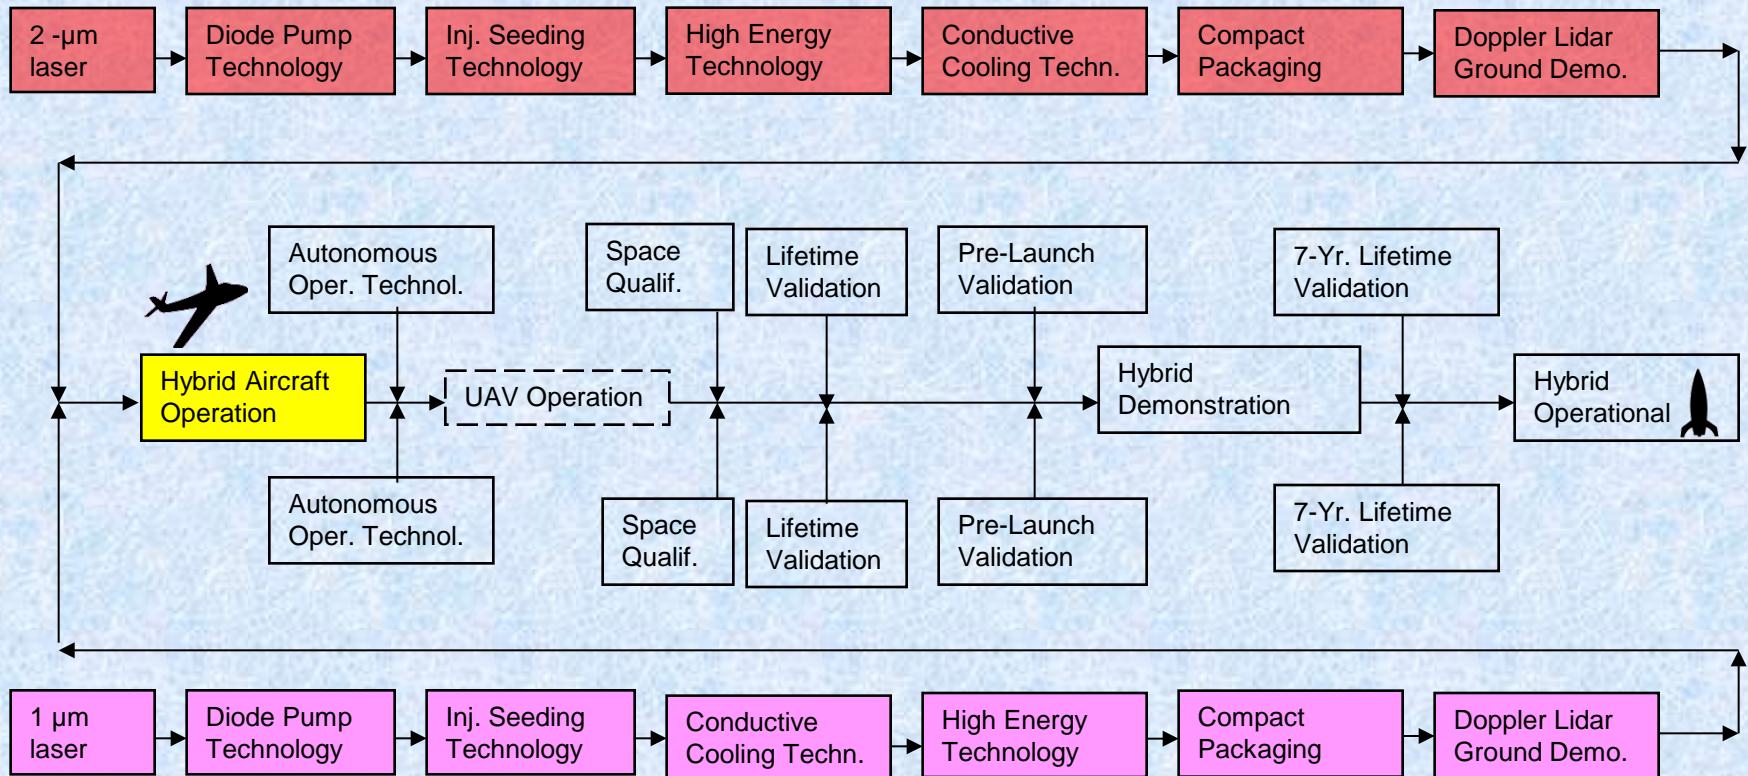 2 -µm
laser
Diode Pump
Technology
Inj. Seeding
Technology
High Energy
Technology
Conductive
Cooling Techn.
Compact
Packaging
Doppler Lidar
Ground Demo.
Autonomous
Oper. Technol.
Space
Qualif.
Lifetime
Validation
Pre-Launch
Validation
7-Yr. Lifetime
Validation
Hybrid Aircraft
Operation
UAV Operation
Hybrid
Demonstration
Hybrid
Operational
Autonomous
Oper. Technol.
Space
Qualif.
Lifetime
Validation
Pre-Launch
Validation
7-Yr. Lifetime
Validation
1 µm
laser
Diode Pump
Technology
Inj. Seeding
Technology
Conductive
Cooling Techn.
High Energy
Technology
Compact
Packaging
Doppler Lidar
Ground Demo.